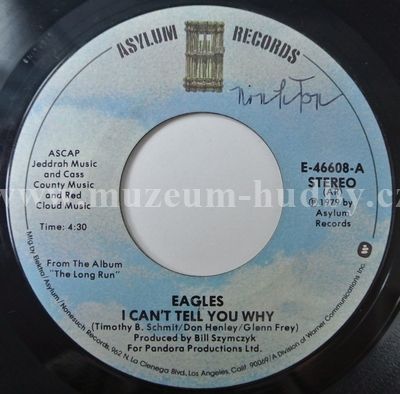 ASYLUM RECORDS
ASCAP
Jeddrah Music
and Cass
County Music
and Red
Cloud Music
Time: 4:30
From The Album
"The Long Run"
E-46608-A
STEREO
(AR)
℗ 1979 by
Asylum
Records
www.muzeum-hudby.cz
EAGLES
I CAN'T TELL YOU WHY
(Timothy B. Schmit/Don Henley/Glenn Frey)
Produced by Bill Szymczyk
For Pandora Productions Ltd.
Mfg by Elektra/Asylum/Nonesuch Records, 962 N. La Cienega Blvd., Los Angeles, Calif. 90069/A Division of Warner Communications Inc.